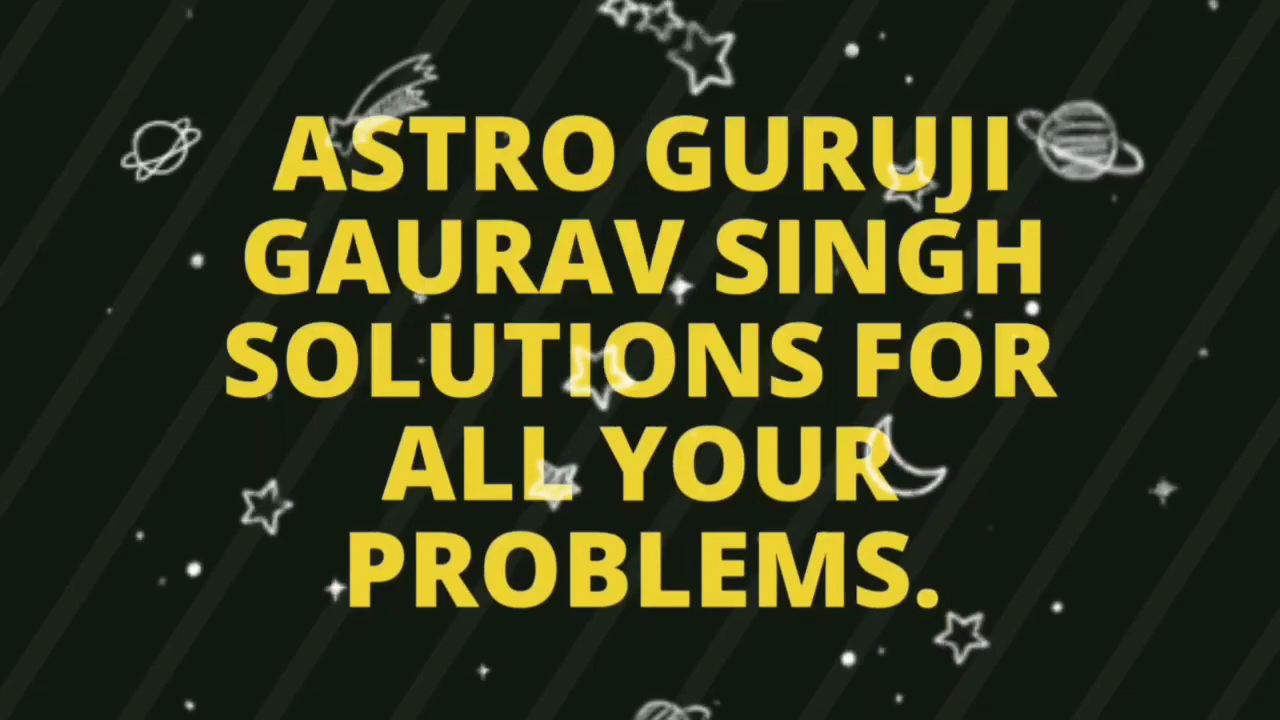 ASTRO GURUJI
GAURAV SINGH
SOLUTIONS FOR
ALL YOUR
PROBLEMS.